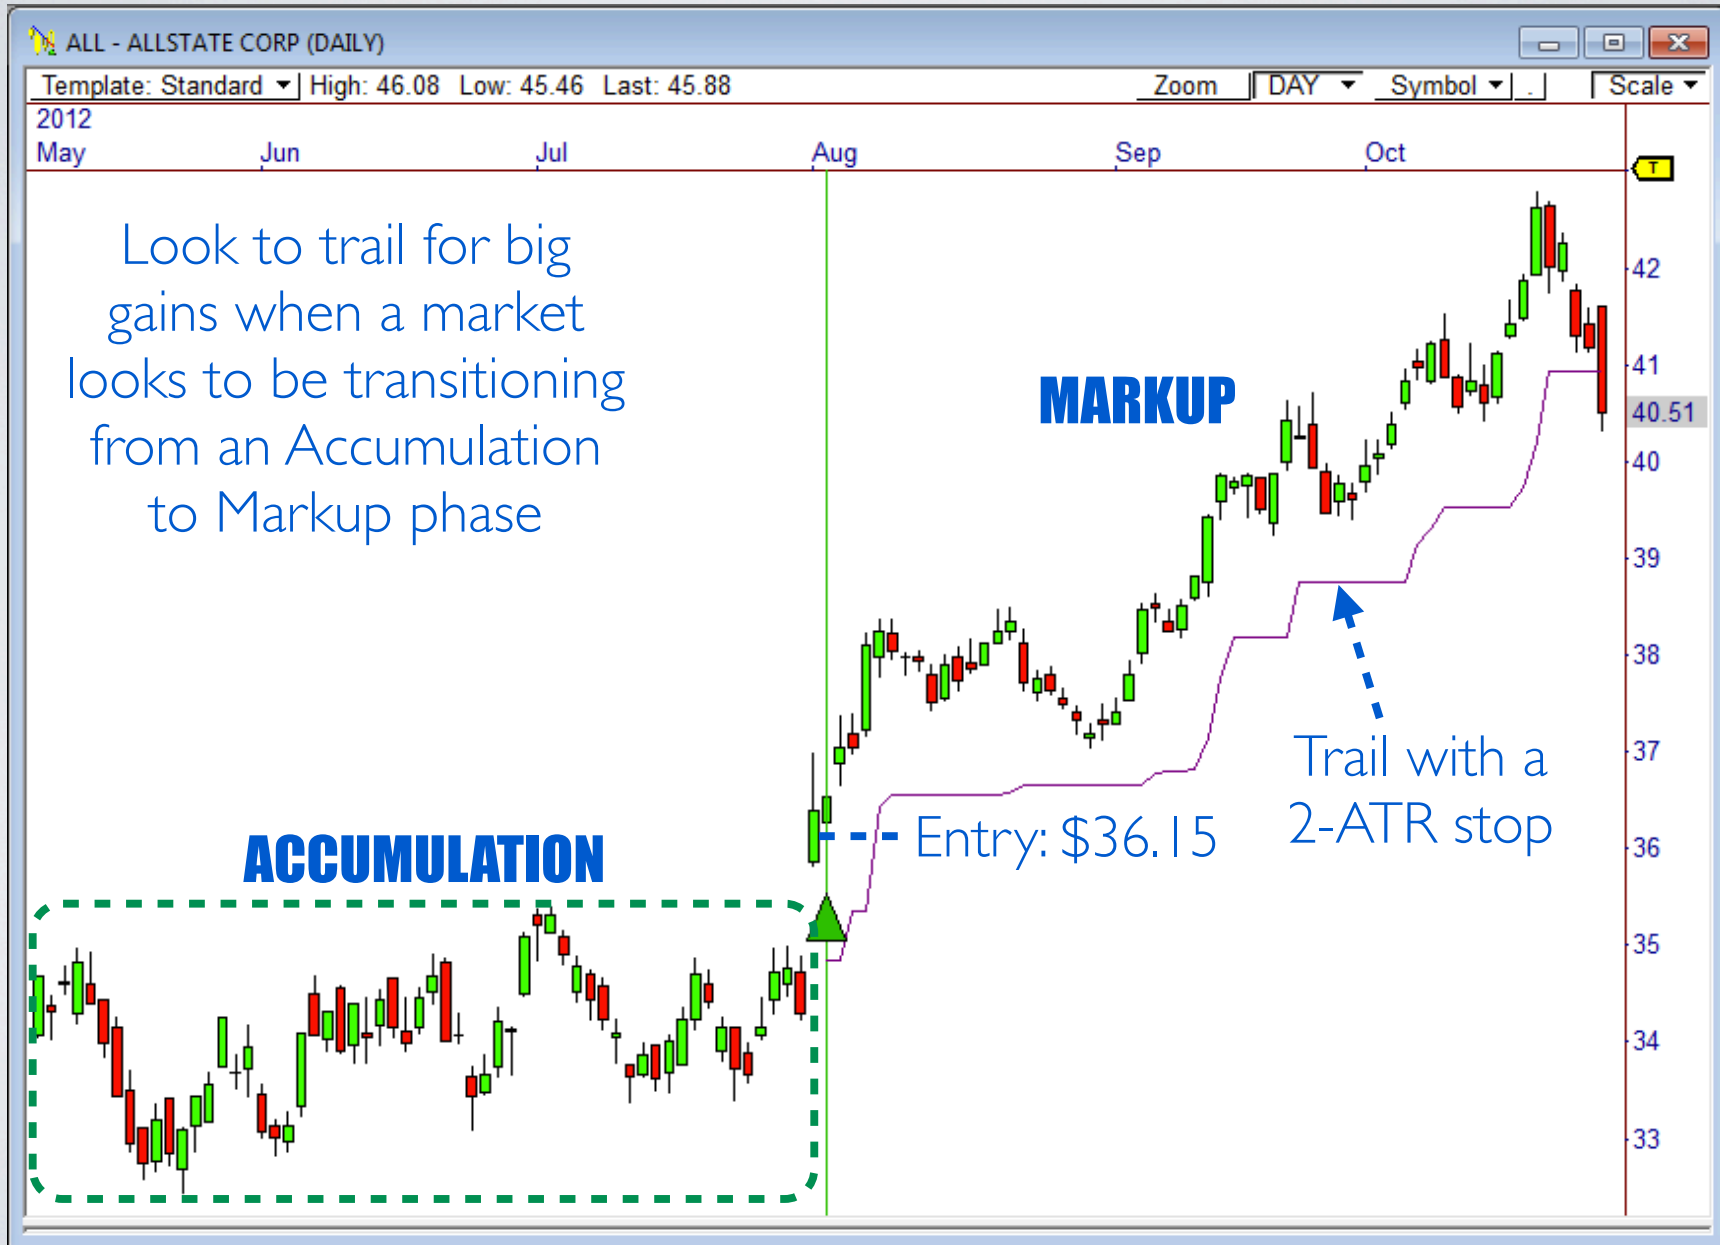 ALL - ALLSTATE CORP (DAILY)
Template: Standard High: 46.08 Low: 45.46 Last: 45.88 Zoom DAY Symbol . Scale
2012
May Jun Jul Aug Sep Oct
T
Look to trail for big
gains when a market
looks to be transitioning
from an Accumulation
to Markup phase
42
41
MARKUP
40.51
40
39
38
37
Trail with a
2-ATR stop
Entry: $36.15
36
ACCUMULATION
35
34
33